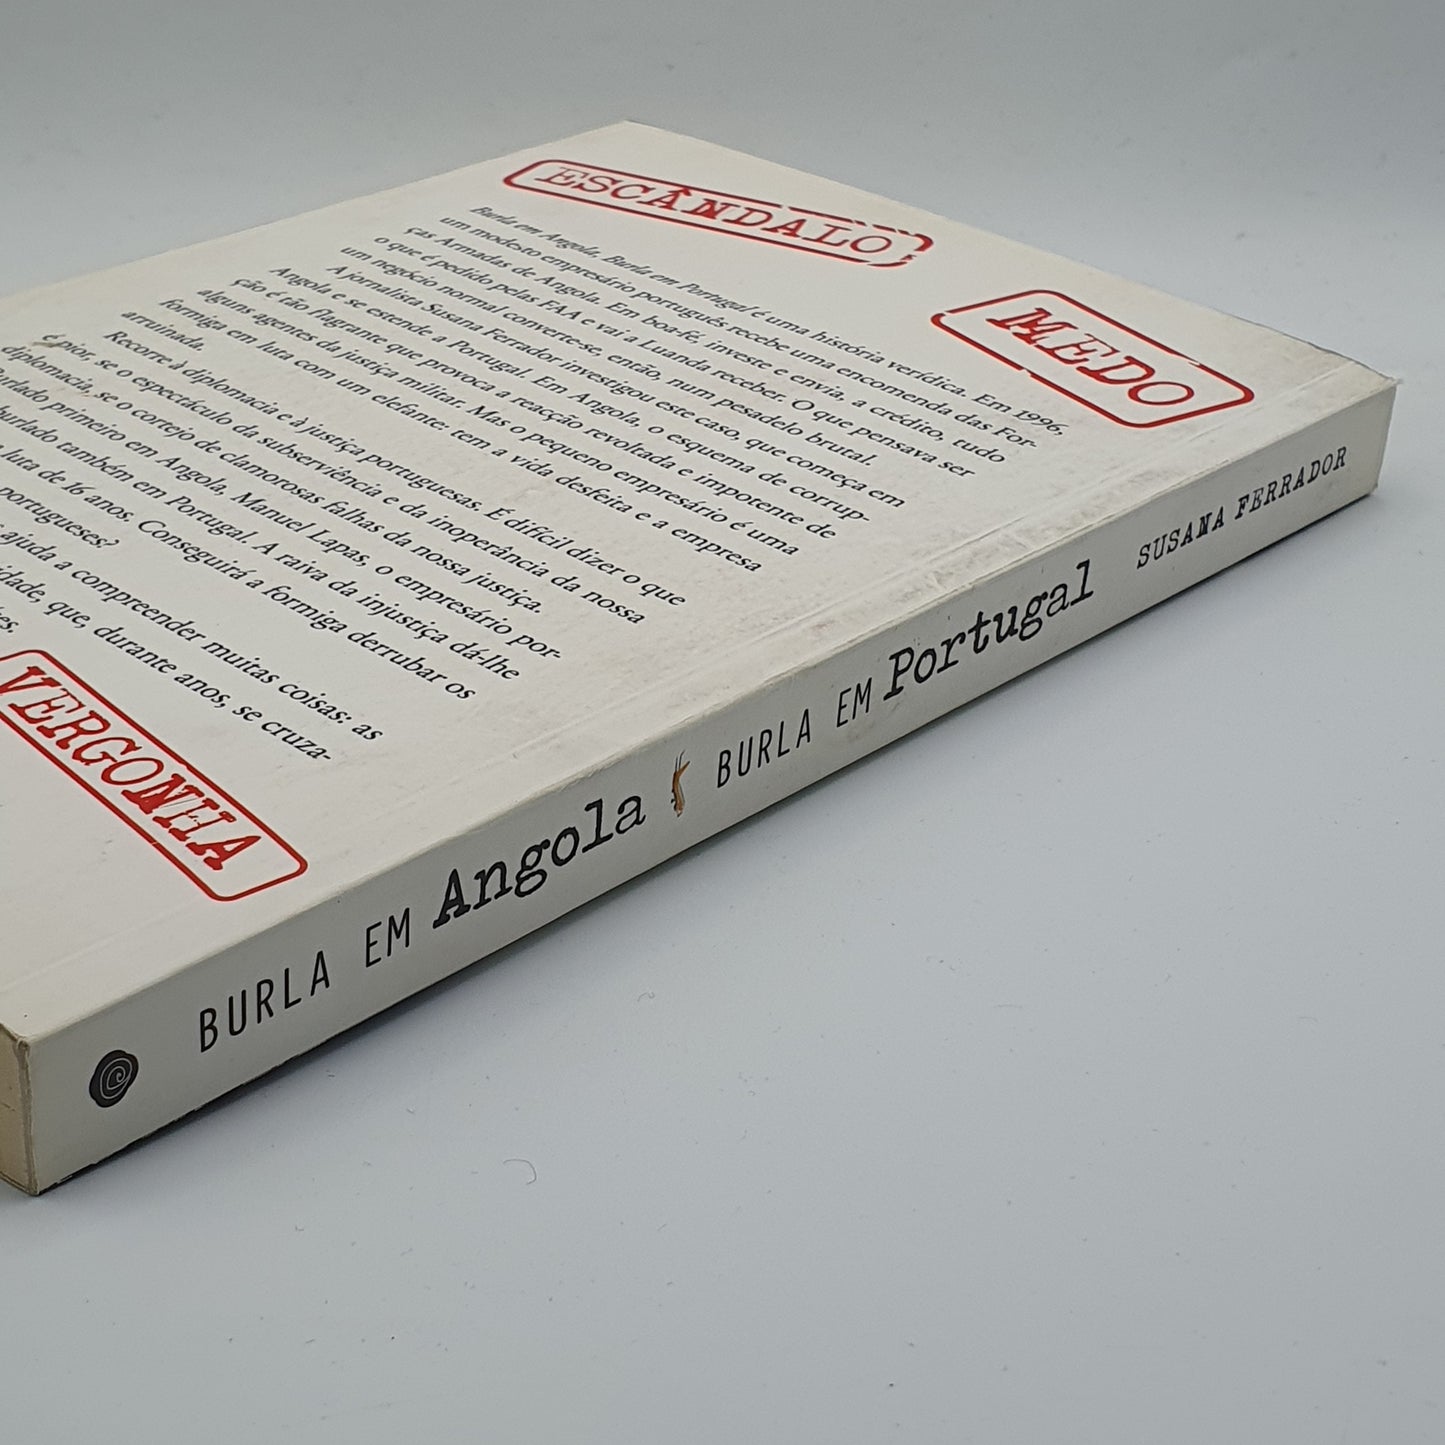 ESCÂNDALO
MEDO
Burla em Angola, Burla em Portugal é uma história verídica. Em 1996,
um modesto empresário português recebe uma encomenda das For-
ças Armadas de Angola. Em boa-fé, investe e envia, a crédito, tudo
o que é pedido pelas FAA e vai a Luanda receber. O que pensava ser
um negócio normal converte-se, então, num pesadelo brutal.
A jornalista Susana Ferrador investigou este caso, que começa em
Angola e se estende a Portugal. Em Angola, o esquema de corrup-
ção é tão flagrante que provoca a reacção revoltada e impotente de
alguns agentes da justiça militar. Mas o pequeno empresário é uma
formiga em luta com um elefante: tem a vida desfeita e a empresa
arruinada.
Recorre à diplomacia e à justiça portuguesas. É difícil dizer o que
é pior, se o espectáculo da subserviência e da inoperância da nossa
diplomacia, se o cortejo de clamorosas falhas da nossa justiça.
Burlado primeiro em Angola, Manuel Lapas, o empresário por-
burlado também em Portugal. A raiva da injustiça dá-lhe
luta de 16 anos. Conseguirá a formiga derrubar os
portugueses?
ajuda a compreender muitas coisas: as
que, durante anos, se cruza-
VERGONHA
BURLA EM Angola BURLA EM Portugal SUSANA FERRADOR